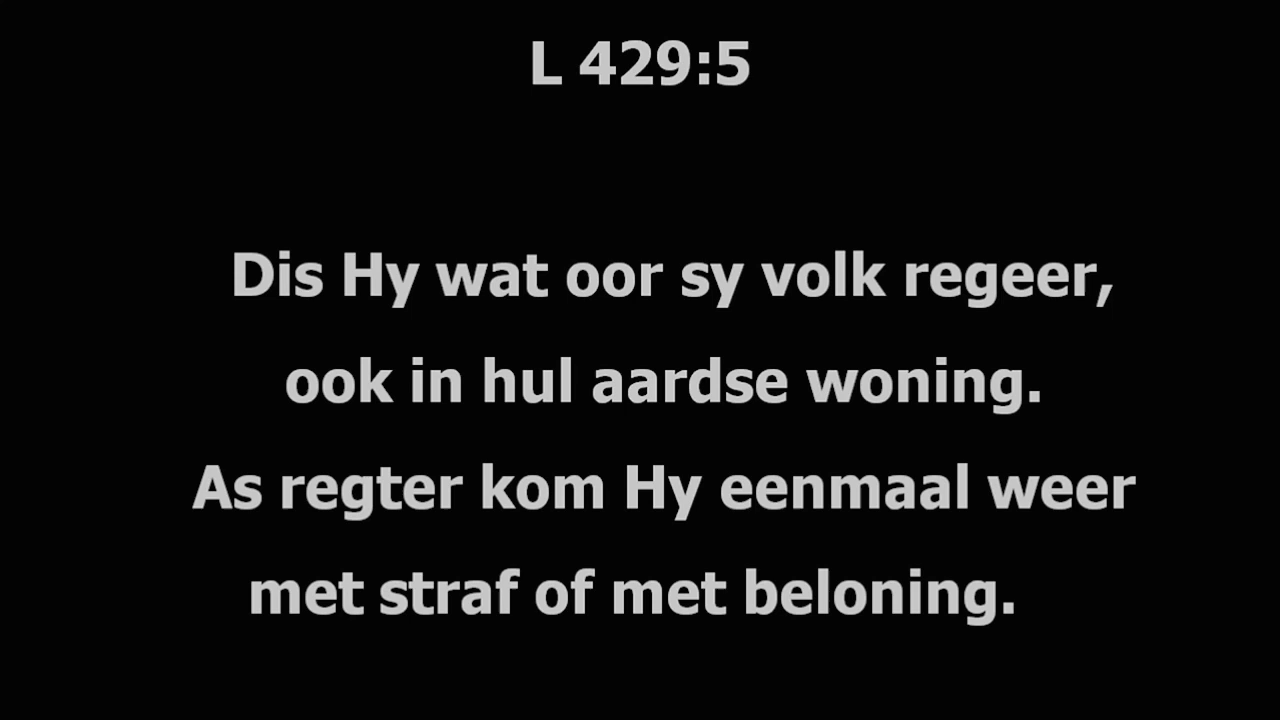 L 429:5
Dis Hy wat oor sy volk regeer,
ook in hul aardse woning.
As regter kom Hy eenmaal weer
met straf of met beloning.